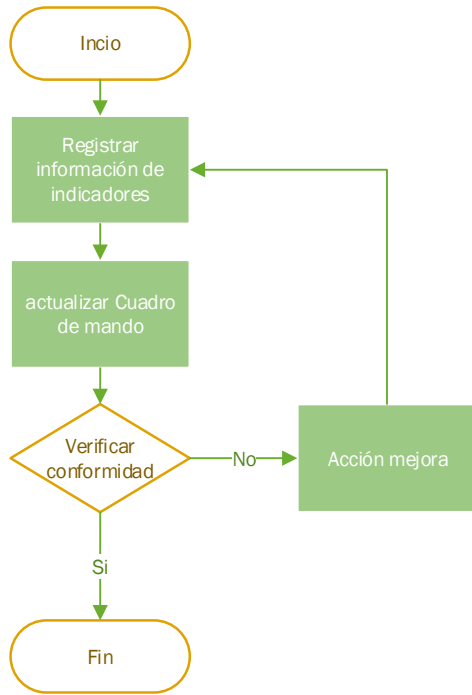 Incio
Registrar
información de
indicadores
actualizar Cuadro
de mando
Verificar
conformidad
No
Acción mejora
Si
Fin